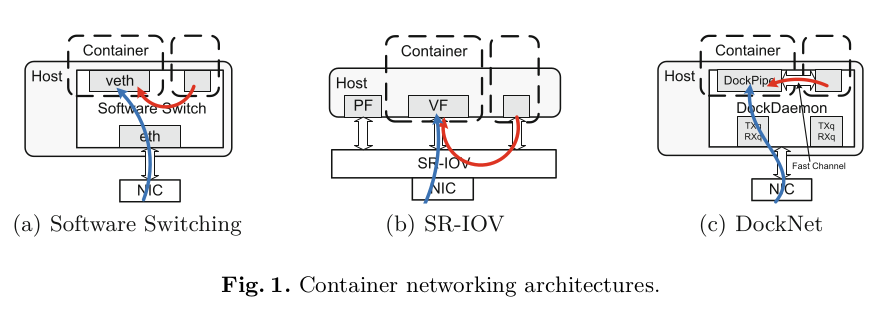 Container
Host
veth
Software Switch
eth
NIC
(a) Software Switching
Container
Host
PF
VF
SR-IOV
NIC
(b) SR-IOV
Container
Host
DockPipe
DockDaemon
TXq
RXq
TXq
RXq
Fast Channel
NIC
(c) DockNet
Fig. 1. Container networking architectures.